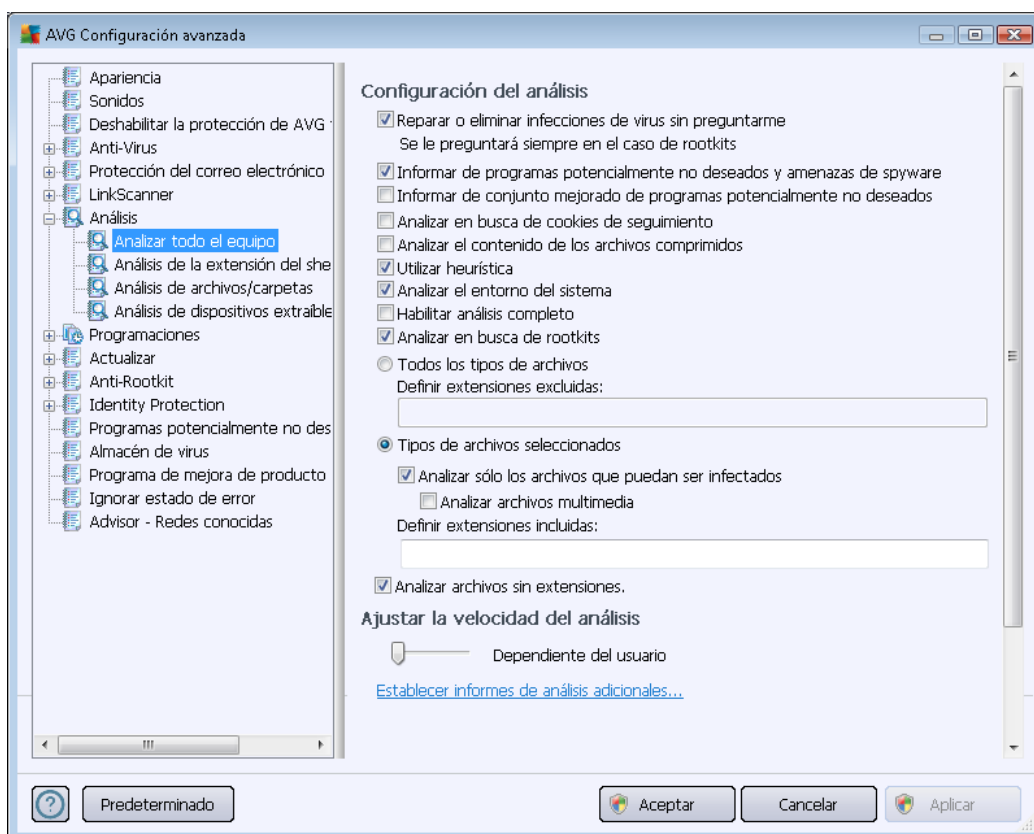 AVG Configuración avanzada
Apariencia
Sonidos
Deshabilitar la protección de AVG
Anti-Virus
Protección del correo electrónico
LinkScanner
Análisis
Analizar todo el equipo
Análisis de la extensión del she
Análisis de archivos/carpetas
Análisis de dispositivos extraíble
Programaciones
Actualizar
Anti-Rootkit
Identity Protection
Programas potencialmente no des
Almacén de virus
Programa de mejora de producto
Ignorar estado de error
Advisor - Redes conocidas
Configuración del análisis
Reparar o eliminar infecciones de virus sin preguntarme
Se le preguntará siempre en el caso de rootkits
Informar de programas potencialmente no deseados y amenazas de spyware
Informar de conjunto mejorado de programas potencialmente no deseados
Analizar en busca de cookies de seguimiento
Analizar el contenido de los archivos comprimidos
Utilizar heurística
Analizar el entorno del sistema
Habilitar análisis completo
Analizar en busca de rootkits
Todos los tipos de archivos
Definir extensiones excluidas:
Tipos de archivos seleccionados
Analizar sólo los archivos que puedan ser infectados
Analizar archivos multimedia
Definir extensiones incluidas:
Analizar archivos sin extensiones.
Ajustar la velocidad del análisis
Dependiente del usuario
Establecer informes de análisis adicionales...
Predeterminado
Aceptar
Cancelar
Aplicar